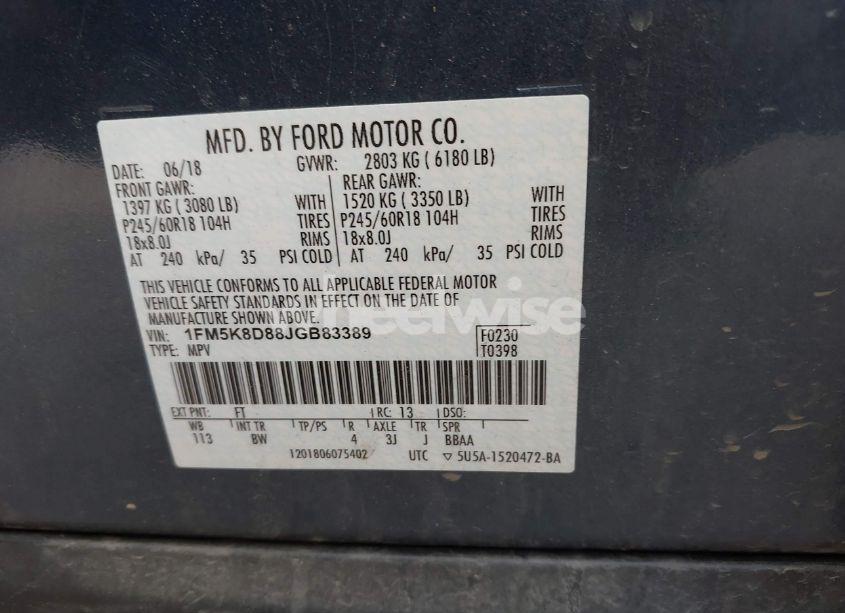 MFD. BY FORD MOTOR CO.
DATE: 06/18 GVWR: 2803 KG ( 6180 LB)
FRONT GAWR: REAR GAWR:
1397 KG ( 3080 LB) WITH 1520 KG ( 3350 LB) WITH
P245/60R18 104H TIRES P245/60R18 104H TIRES
18x8.0J RIMS 18x8.0J RIMS
AT 240 kPa/ 35 PSI COLD AT 240 kPa/ 35 PSI COLD
THIS VEHICLE CONFORMS TO ALL APPLICABLE FEDERAL MOTOR
VEHICLE SAFETY STANDARDS IN EFFECT ON THE DATE OF
MANUFACTURE SHOWN ABOVE.
VIN: 1FM5K8D88JGB83389 F0230
TYPE: MPV T0398
EXT PNT: FT RC: 13 DSO:
WB INT TR TP/PS R AXLE TR SPR
113 BW 4 3J J BBAA
1201806075402 UTC ▽ 5U5A-1520472-BA